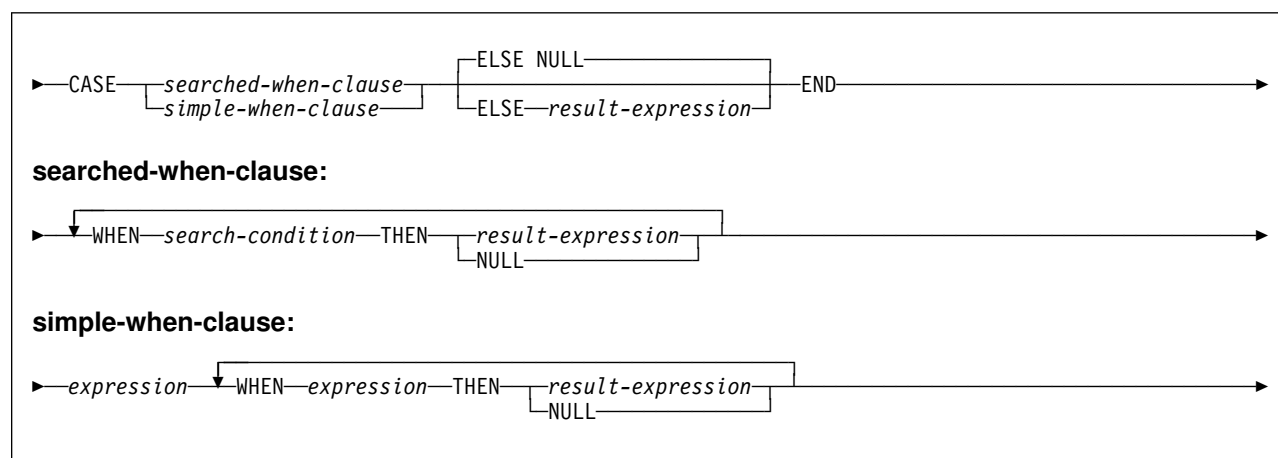 ELSE NULL
CASE searched-when-clause END
simple-when-clause ELSE result-expression
searched-when-clause:
WHEN search-condition THEN result-expression
NULL
simple-when-clause:
expression WHEN expression THEN result-expression
NULL